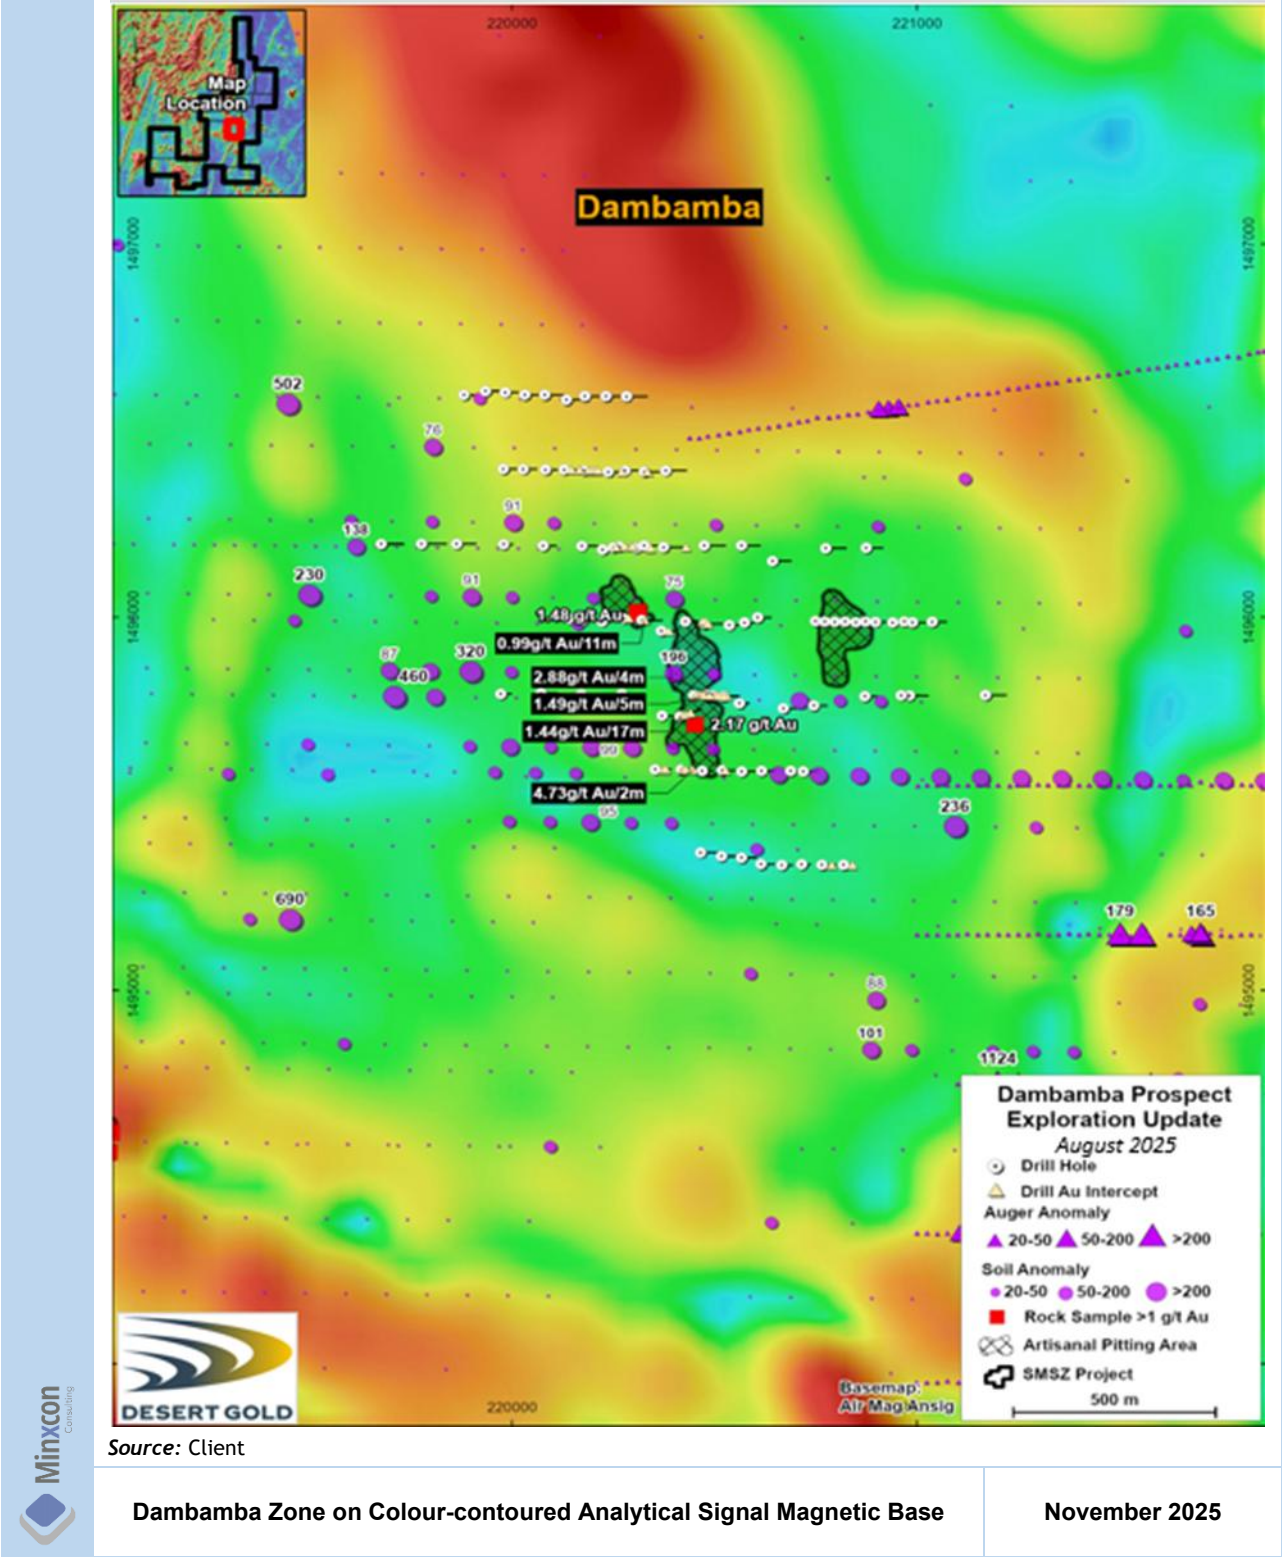 220000
221000
Map
Location
Dambamba
1497000
1497000
502
76
91
138
230
91
75
1496000
1496000
1.48g/t Au
0.99g/t Au/11m
87
320
196
460
2.88g/t Au/4m
1.49g/t Au/5m
2.17 g/t Au
1.44g/t Au/17m
99
4.73g/t Au/2m
95
236
690
179
165
1495000
1495000
88
101
1124
Dambamba Prospect
Exploration Update
August 2025
Drill Hole
Drill Au Intercept
Auger Anomaly
20-50 50-200 >200
Soil Anomaly
20-50 50-200 >200
Rock Sample >1 g/t Au
Artisanal Pitting Area
SMSZ Project
500 m
Basemap:
Air Mag Ansig
220000
DESERT GOLD
Minxcon
Consulting
Source: Client
Dambamba Zone on Colour-contoured Analytical Signal Magnetic Base
November 2025